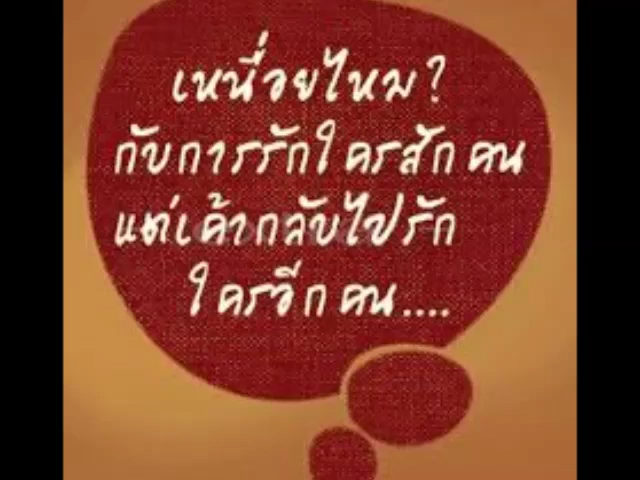 เหนื่อยไหม?
กับการรักใครสักคน
แต่เค้ากลับไปรัก
ใครอีกคน....